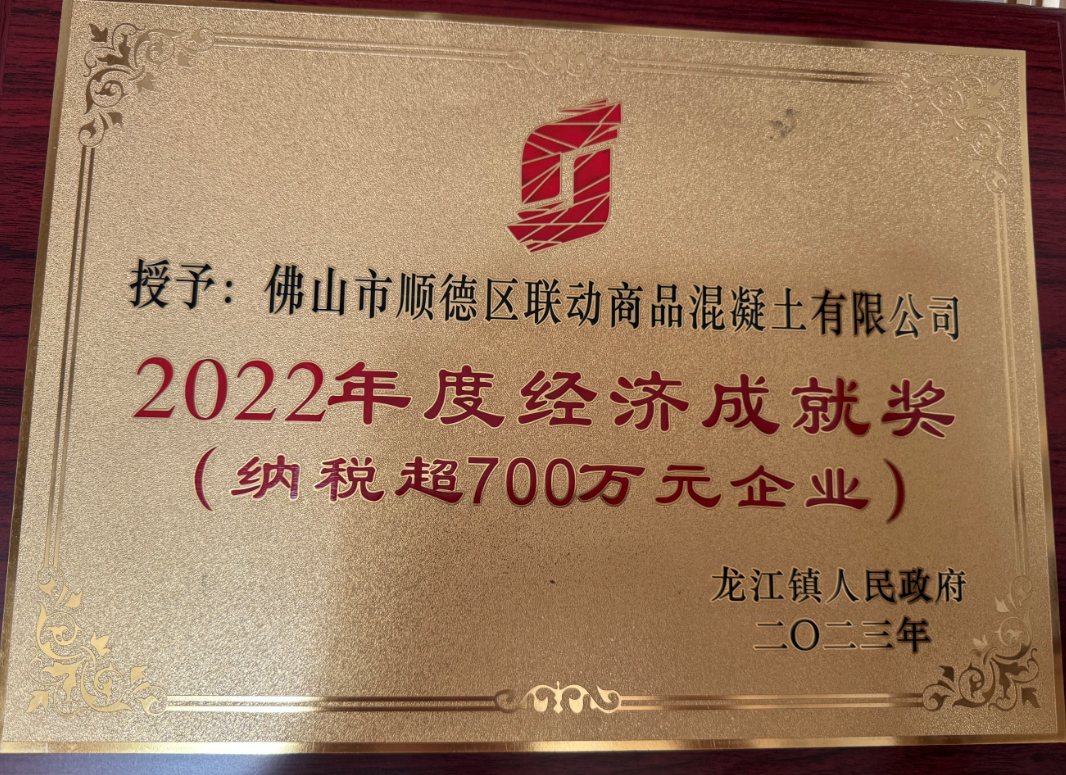 授予：佛山市顺德区联动商品混凝土有限公司
2022年度经济成就奖
（纳税超700万元企业）
龙江镇人民政府
二〇二三年